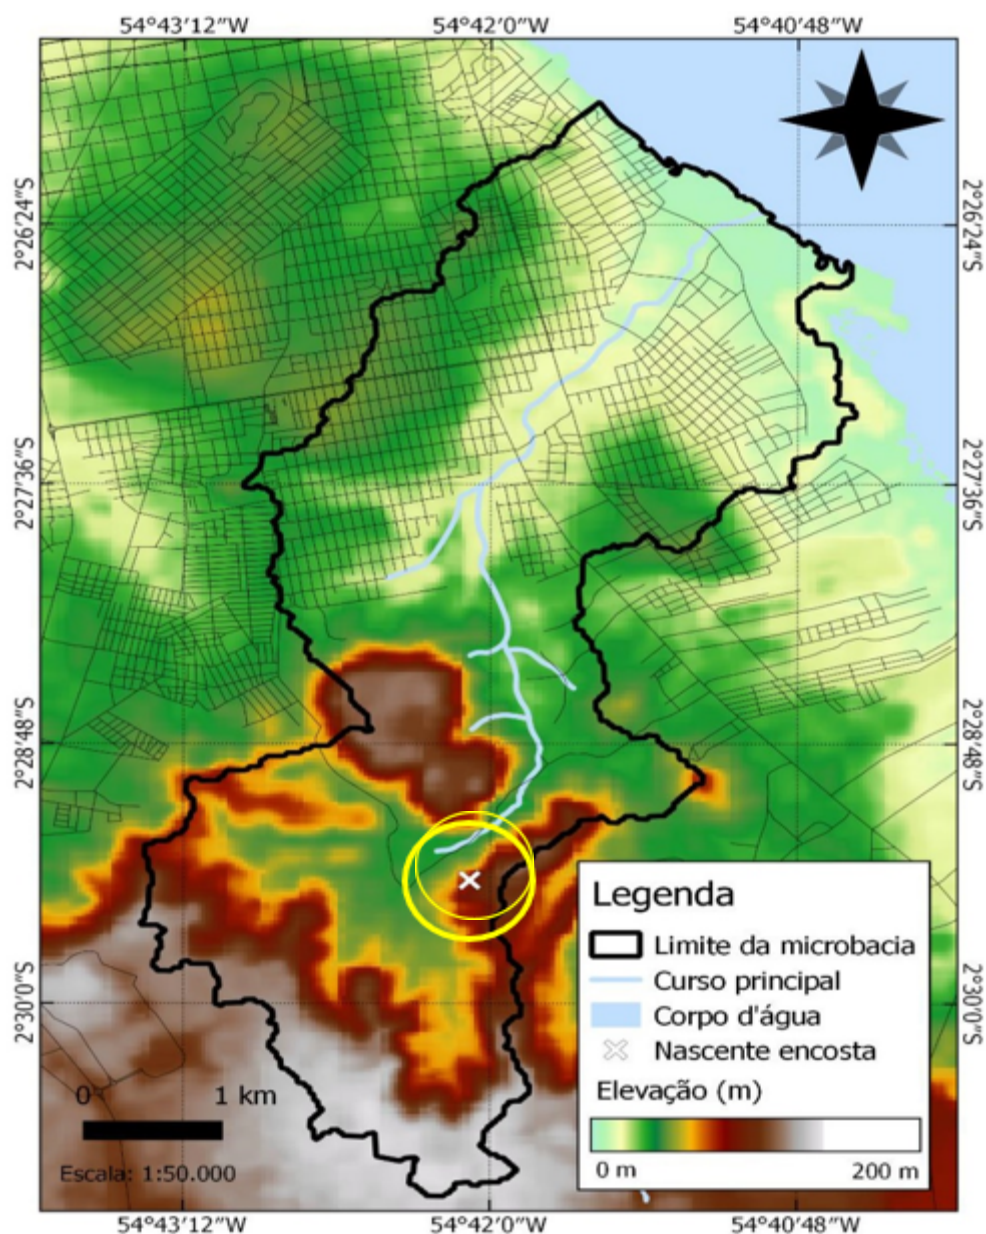 54°43′12″W 54°42′0″W 54°40′48″W
2°26′24″S 2°26′24″S
2°27′36″S 2°27′36″S
2°28′48″S 2°28′48″S
2°30′0″S 2°30′0″S
Legenda
Limite da microbacia
Curso principal
Corpo d'água
Nascente encosta
Elevação (m)
0 m 200 m
0 1 km
Escala: 1:50.000
54°43′12″W 54°42′0″W 54°40′48″W